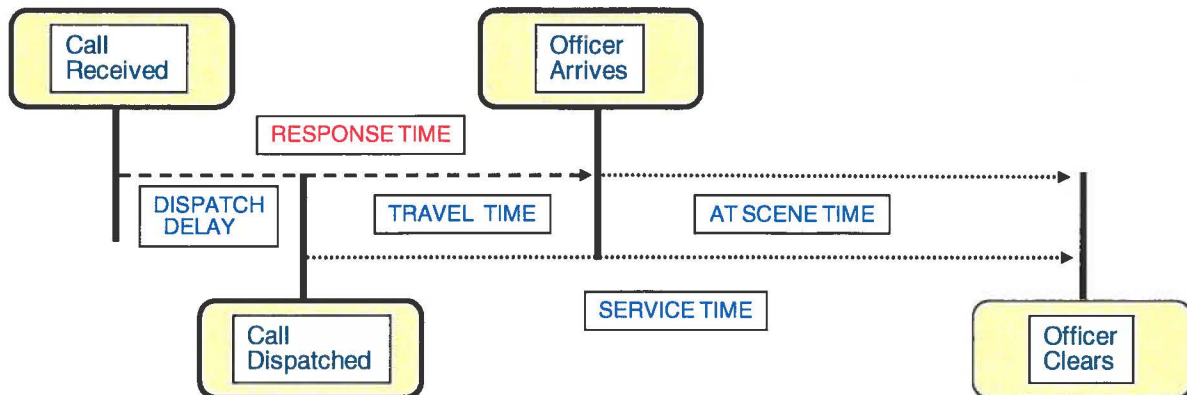 Call
Received
Officer
Arrives
RESPONSE TIME
DISPATCH
DELAY
TRAVEL TIME
AT SCENE TIME
SERVICE TIME
Call
Dispatched
Officer
Clears